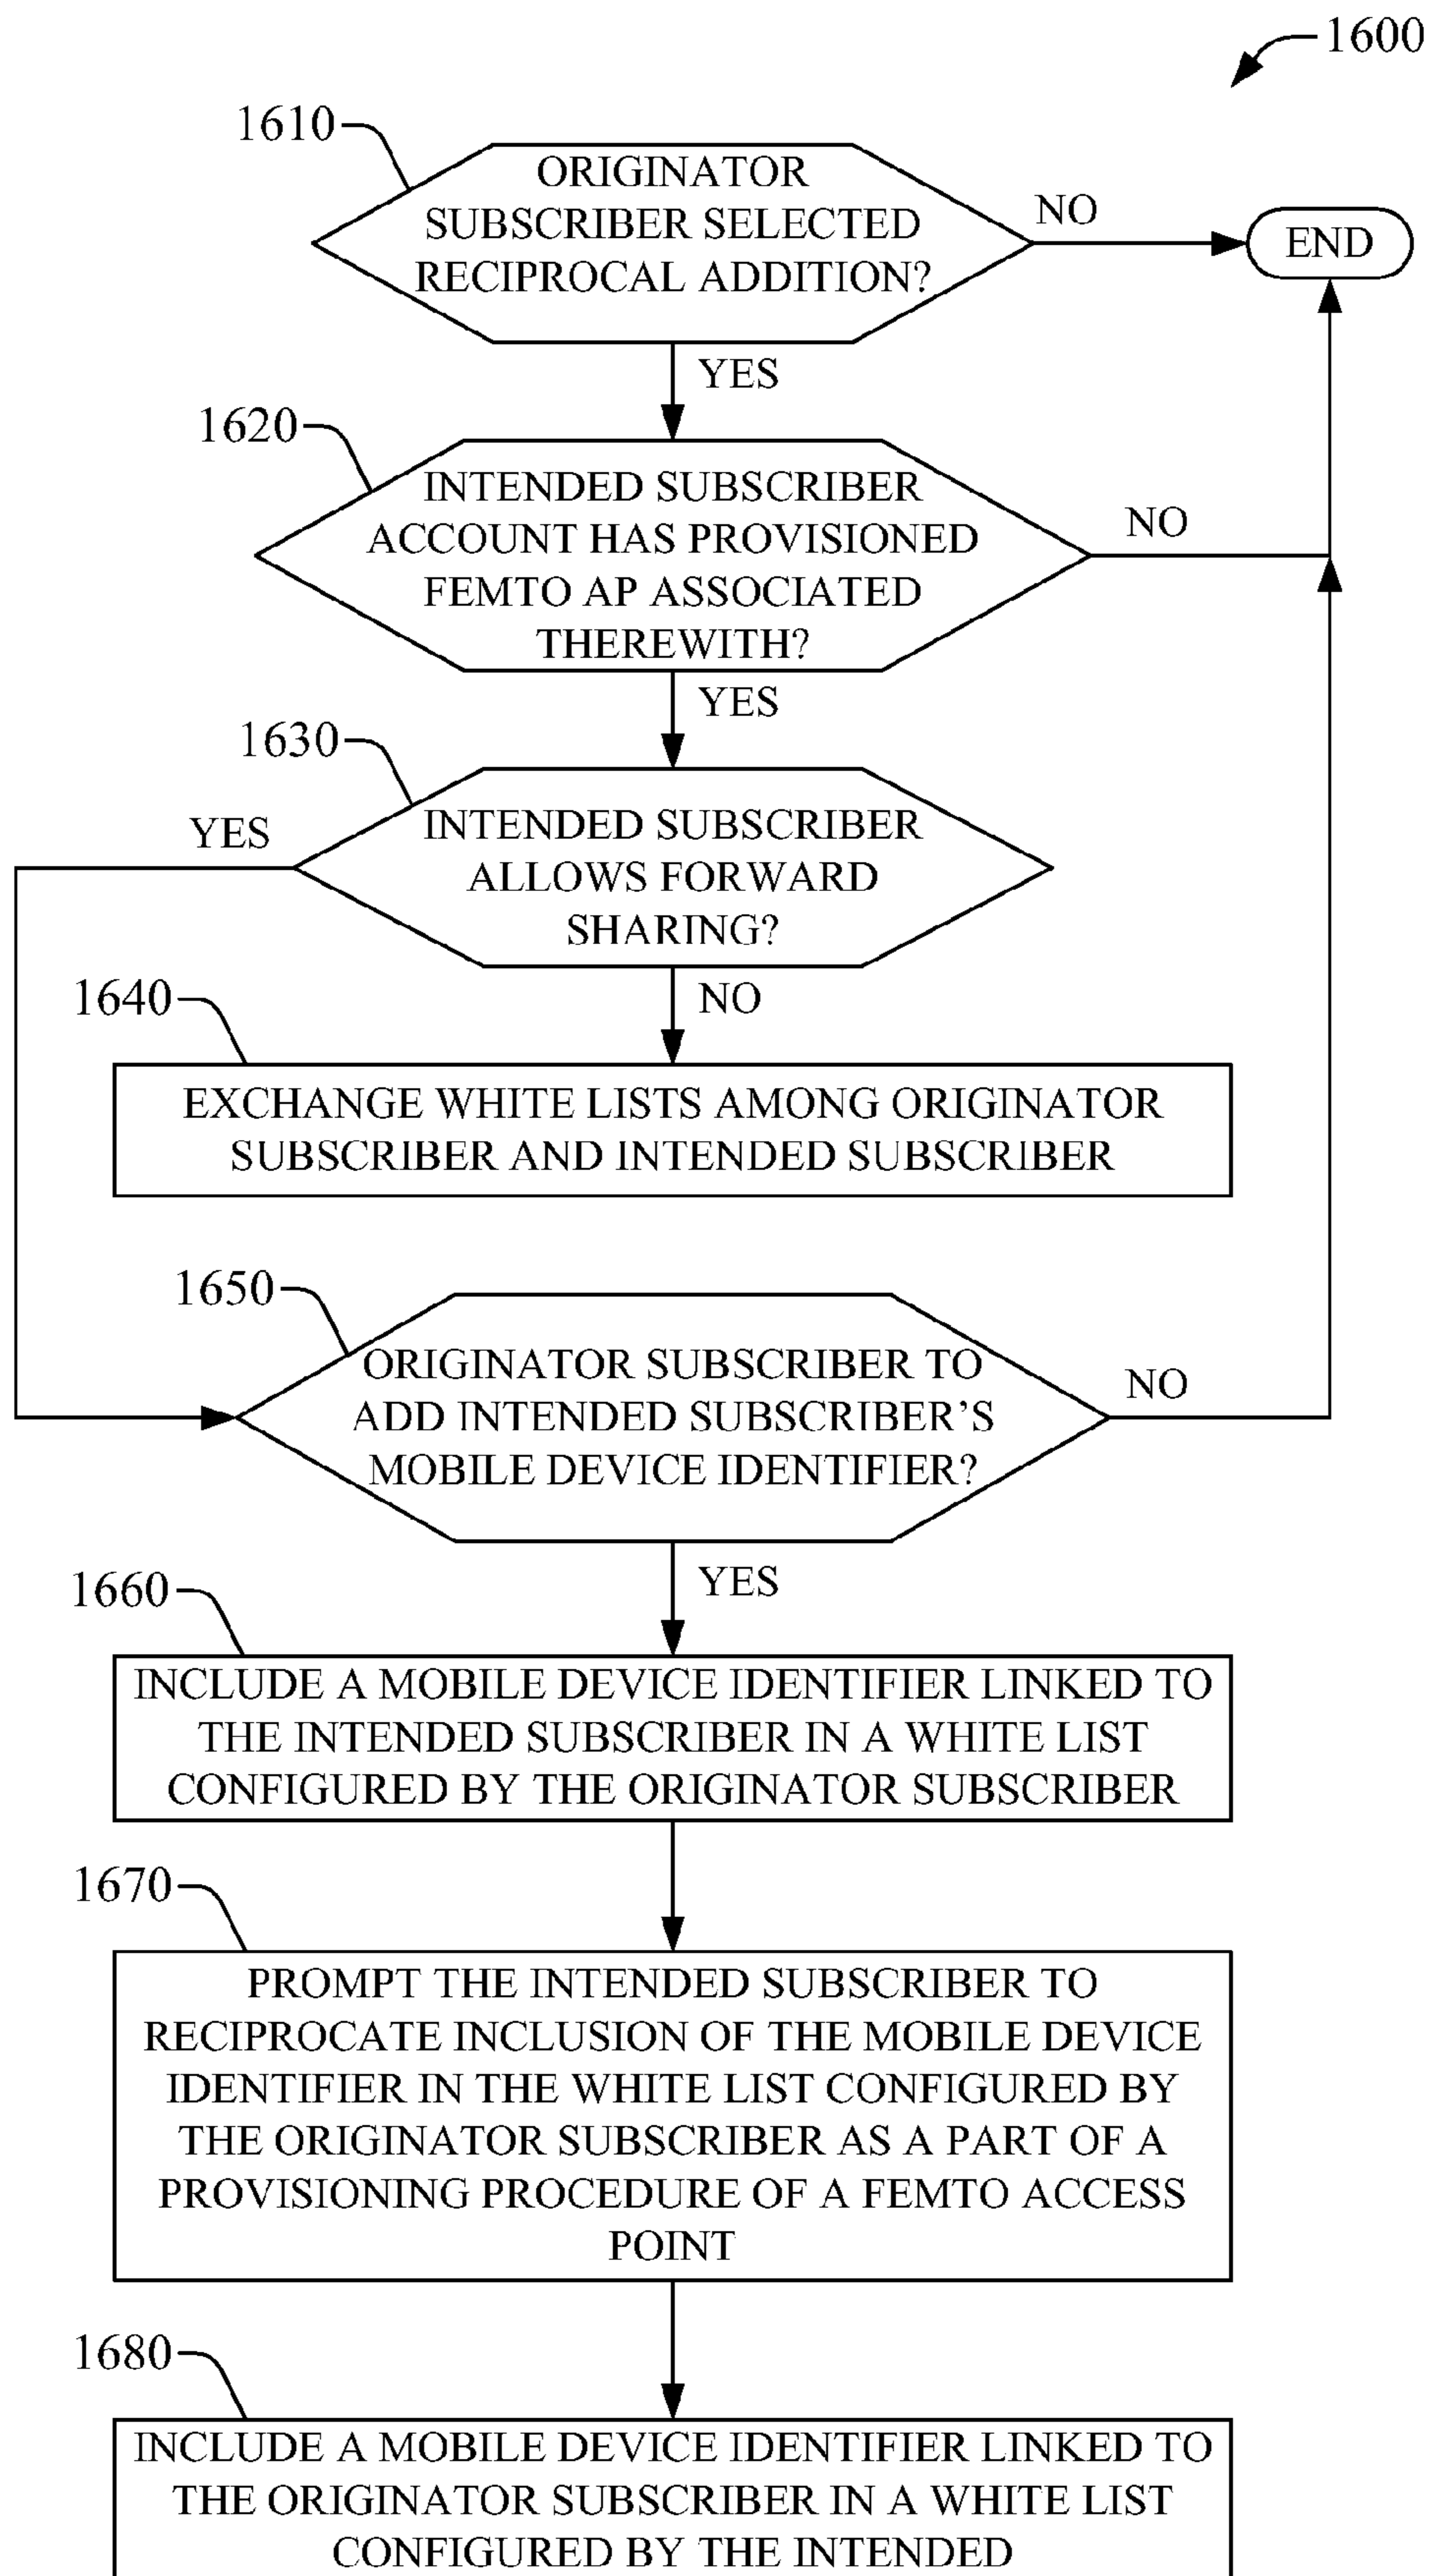 1600
1610
ORIGINATOR
SUBSCRIBER SELECTED
RECIPROCAL ADDITION?
NO
END
YES
1620
INTENDED SUBSCRIBER
ACCOUNT HAS PROVISIONED
FEMTO AP ASSOCIATED
THEREWITH?
NO
YES
1630
YES
INTENDED SUBSCRIBER
ALLOWS FORWARD
SHARING?
NO
1640
EXCHANGE WHITE LISTS AMONG ORIGINATOR
SUBSCRIBER AND INTENDED SUBSCRIBER
1650
ORIGINATOR SUBSCRIBER TO
ADD INTENDED SUBSCRIBER'S
MOBILE DEVICE IDENTIFIER?
NO
YES
1660
INCLUDE A MOBILE DEVICE IDENTIFIER LINKED TO
THE INTENDED SUBSCRIBER IN A WHITE LIST
CONFIGURED BY THE ORIGINATOR SUBSCRIBER
1670
PROMPT THE INTENDED SUBSCRIBER TO
RECIPROCATE INCLUSION OF THE MOBILE DEVICE
IDENTIFIER IN THE WHITE LIST CONFIGURED BY
THE ORIGINATOR SUBSCRIBER AS A PART OF A
PROVISIONING PROCEDURE OF A FEMTO ACCESS
POINT
1680
INCLUDE A MOBILE DEVICE IDENTIFIER LINKED TO
THE ORIGINATOR SUBSCRIBER IN A WHITE LIST
CONFIGURED BY THE INTENDED